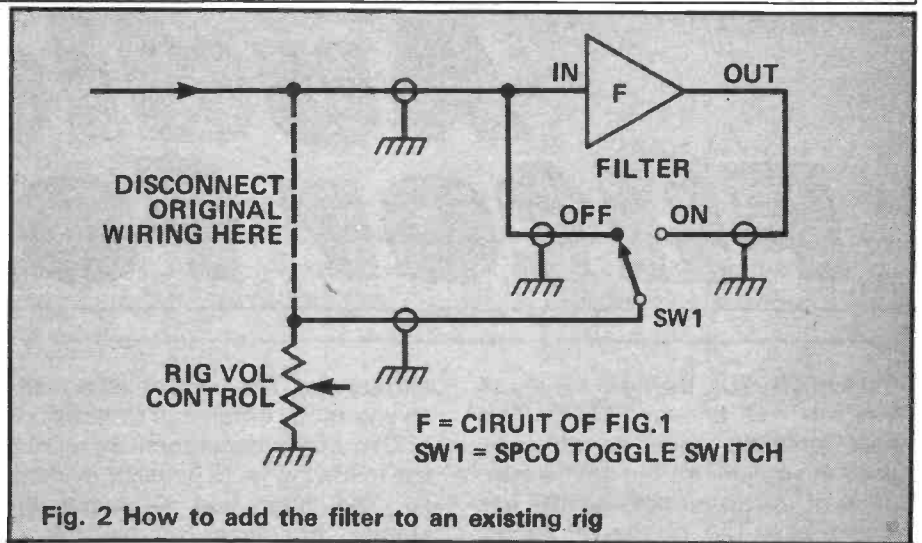 IN
OUT
F
FILTER
DISCONNECT
ORIGINAL
WIRING HERE
OFF
ON
SW1
RIG VOL
CONTROL
F = CIRUIT OF FIG.1
SW1 = SPCO TOGGLE SWITCH
Fig. 2 How to add the filter to an existing rig